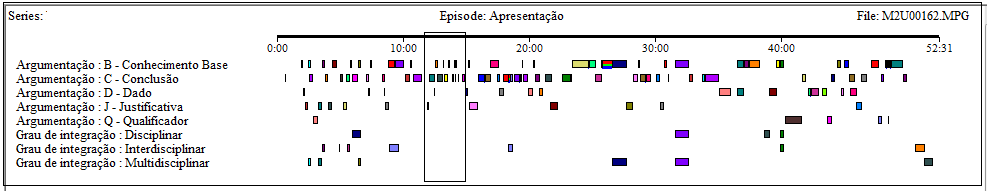 Series: Episode: Apresentação File: M2U00162.MPG
0:00 10:00 20:00 30:00 40:00 52:31
Argumentação : B - Conhecimento Base
Argumentação : C - Conclusão
Argumentação : D - Dado
Argumentação : J - Justificativa
Argumentação : Q - Qualificador
Grau de integração : Disciplinar
Grau de integração : Interdisciplinar
Grau de integração : Multidisciplinar